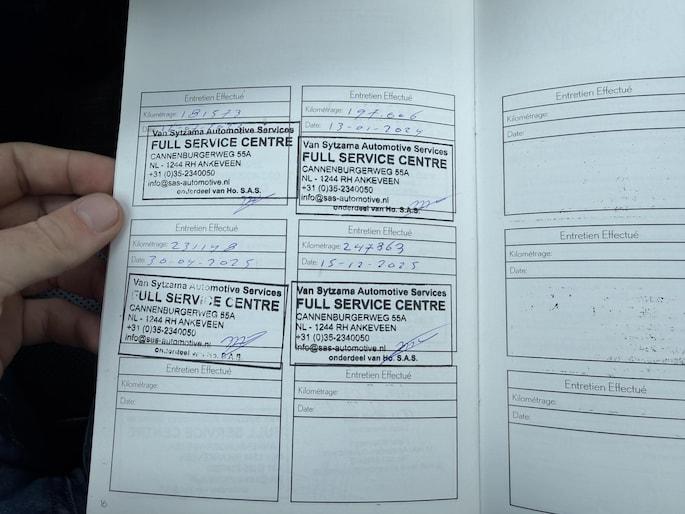 Entretien Effectué
Kilométrage: 181573
Date:
Van Sytzama Automotive Services
FULL SERVICE CENTRE
CANNENBURGERWEG 55A
NL - 1244 RH ANKEVEEN
+31 (0)35-2340050
info@sas-automotive.nl
onderdeel van Ho. S.A.S.
Entretien Effectué
Kilométrage: 197.006
Date: 13-01-2024
Van Sytzama Automotive Services
FULL SERVICE CENTRE
CANNENBURGERWEG 55A
NL - 1244 RH ANKEVEEN
+31 (0)35-2340050
info@sas-automotive.nl
onderdeel van Ho. S.A.S.
Entretien Effectué
Kilométrage: 231148
Date: 30-04-2025
Van Sytzama Automotive Services
FULL SERVICE CENTRE
CANNENBURGERWEG 55A
NL - 1244 RH ANKEVEEN
+31 (0)35-2340050
info@sas-automotive.nl
onderdeel van Ho. S.A.S.
Entretien Effectué
Kilométrage: 247363
Date: 15-12-2025
Van Sytzama Automotive Services
FULL SERVICE CENTRE
CANNENBURGERWEG 55A
NL - 1244 RH ANKEVEEN
+31 (0)35-2340050
info@sas-automotive.nl
onderdeel van Ho. S.A.S.
Entretien Effectué
Kilométrage:
Date:
Entretien Effectué
Kilométrage:
Date:
16
Entretien Effectué
Kilométrage:
Date:
Entretien Effectué
Kilométrage:
Date:
Entretien Effectué
Kilométrage:
Date: